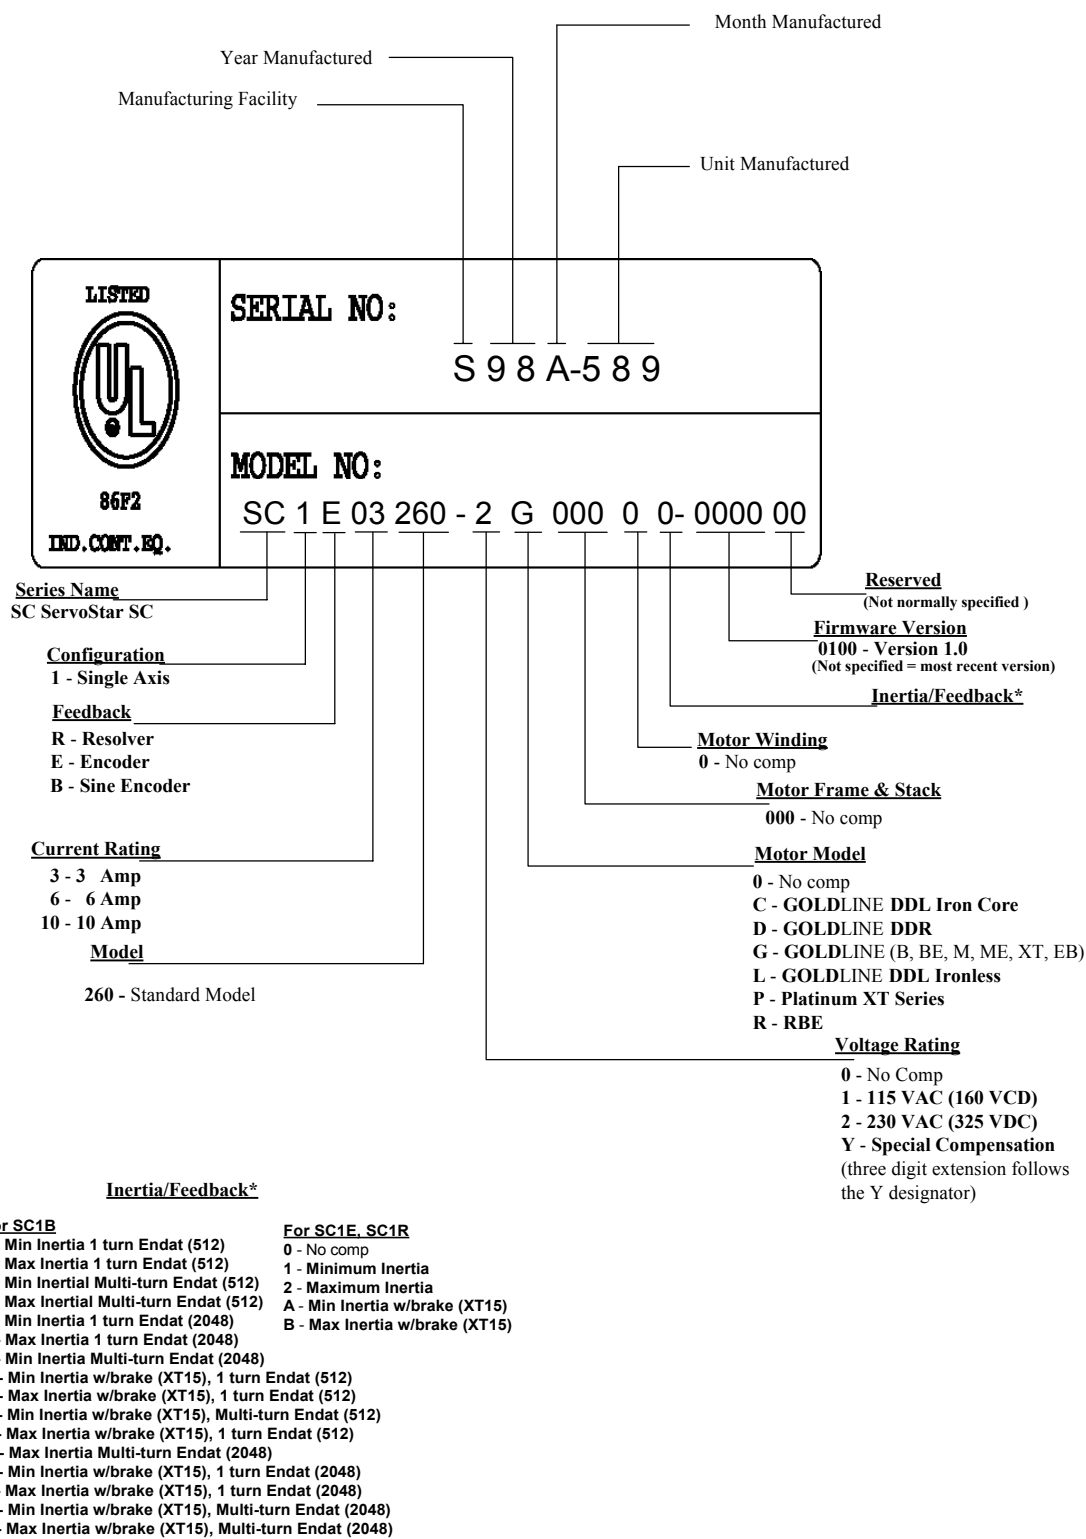 Month Manufactured
Year Manufactured
Manufacturing Facility
Unit Manufactured
LISTED
UL
86F2
IND.CONT.EQ.
SERIAL NO:
S 9 8 A-5 8 9
MODEL NO:
SC 1 E 03 260 - 2 G 000 0 0- 0000 00
Series Name
SC ServoStar SC
Configuration
1 - Single Axis
Feedback
R - Resolver
E - Encoder
B - Sine Encoder
Current Rating
3 - 3 Amp
6 - 6 Amp
10 - 10 Amp
Model
260 - Standard Model
Reserved
(Not normally specified )
Firmware Version
0100 - Version 1.0
(Not specified = most recent version)
Inertia/Feedback*
Motor Winding
0 - No comp
Motor Frame & Stack
000 - No comp
Motor Model
0 - No comp
C - GOLDLINE DDL Iron Core
D - GOLDLINE DDR
G - GOLDLINE (B, BE, M, ME, XT, EB)
L - GOLDLINE DDL Ironless
P - Platinum XT Series
R - RBE
Voltage Rating
0 - No Comp
1 - 115 VAC (160 VCD)
2 - 230 VAC (325 VDC)
Y - Special Compensation
(three digit extension follows
the Y designator)
Inertia/Feedback*
SC1B
Min Inertia 1 turn Endat (512)
Max Inertia 1 turn Endat (512)
Min Inertial Multi-turn Endat (512)
Max Inertial Multi-turn Endat (512)
Min Inertia 1 turn Endat (2048)
Max Inertia 1 turn Endat (2048)
Min Inertia Multi-turn Endat (2048)
- Min Inertia w/brake (XT15), 1 turn Endat (512)
- Max Inertia w/brake (XT15), 1 turn Endat (512)
- Min Inertia w/brake (XT15), Multi-turn Endat (512)
- Max Inertia w/brake (XT15), 1 turn Endat (512)
- Max Inertia Multi-turn Endat (2048)
- Min Inertia w/brake (XT15), 1 turn Endat (2048)
Max Inertia w/brake (XT15), 1 turn Endat (2048)
- Min Inertia w/brake (XT15), Multi-turn Endat (2048)
- Max Inertia w/brake (XT15), Multi-turn Endat (2048)
For SC1E, SC1R
0 - No comp
1 - Minimum Inertia
2 - Maximum Inertia
A - Min Inertia w/brake (XT15)
B - Max Inertia w/brake (XT15)